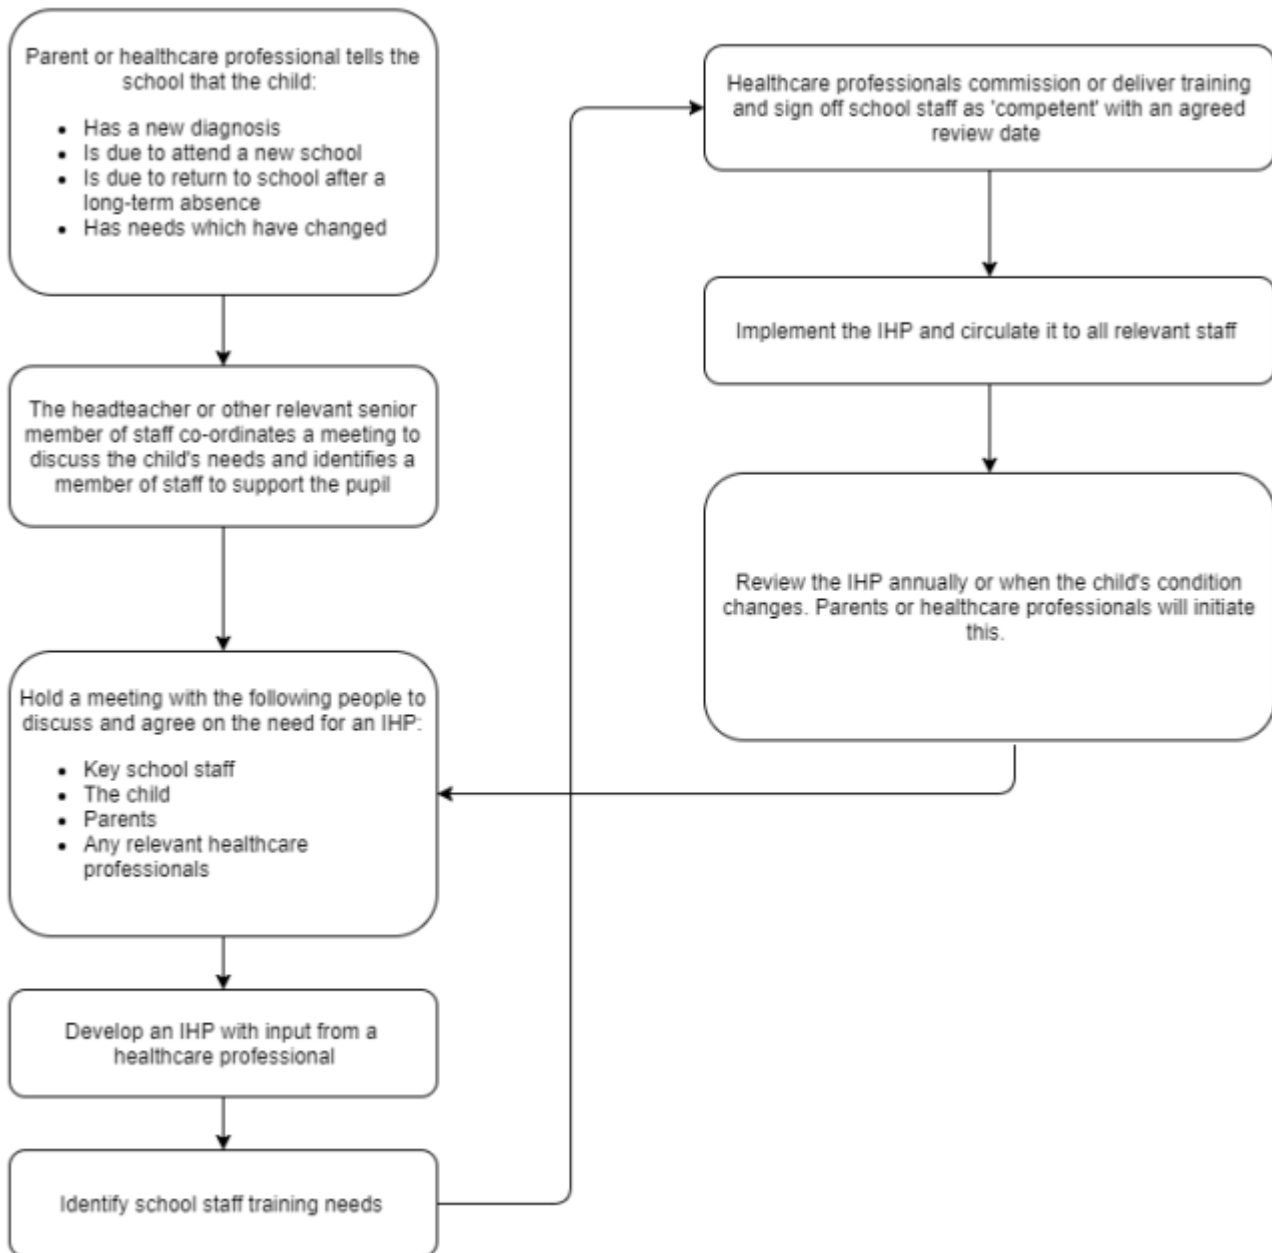 Parent or healthcare professional tells the
school that the child:
• Has a new diagnosis
• Is due to attend a new school
• Is due to return to school after a
long-term absence
• Has needs which have changed
The headteacher or other relevant senior
member of staff co-ordinates a meeting to
discuss the child's needs and identifies a
member of staff to support the pupil
Hold a meeting with the following people to
discuss and agree on the need for an IHP:
• Key school staff
• The child
• Parents
• Any relevant healthcare
professionals
Develop an IHP with input from a
healthcare professional
Identify school staff training needs
Healthcare professionals commission or deliver training
and sign off school staff as 'competent' with an agreed
review date
Implement the IHP and circulate it to all relevant staff
Review the IHP annually or when the child's condition
changes. Parents or healthcare professionals will initiate
this.